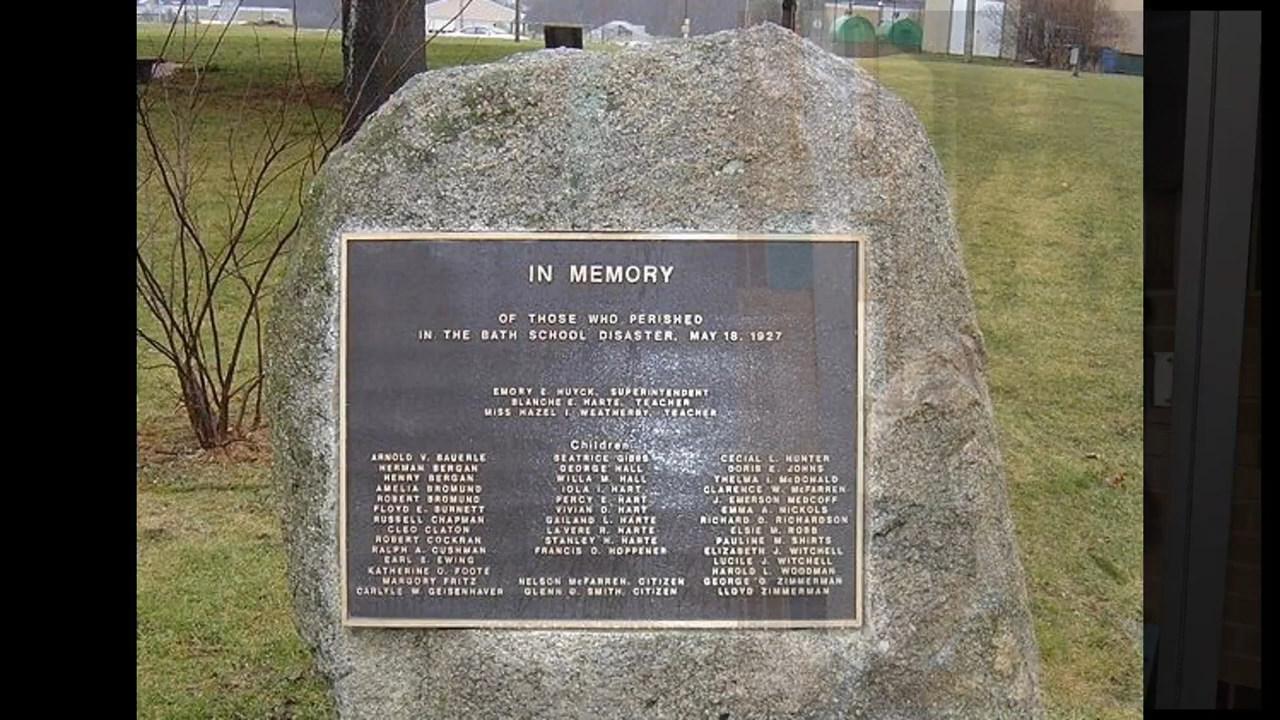 IN MEMORY
OF THOSE WHO PERISHED
IN THE BATH SCHOOL DISASTER, MAY 18, 1927
EMORY E. HUYCK, SUPERINTENDENT
BLANCHE E. HARTE, TEACHER
MISS HAZEL I. WEATHERBY, TEACHER
Children:
ARNOLD V. BAUERLE
HERMAN BERGAN
HENRY BERGAN
AMELIA BROMUND
ROBERT BROMUND
FLOYD E. BURNETT
RUSSELL CHAPMAN
CLEO CLATON
ROBERT COCKRAN
RALPH A. CUSHMAN
EARL E. EWING
KATHERINE O. FOOTE
MARGORY FRITZ
CARLYLE W. GEISENHAVER
BEATRICE GIBBS
GEORGE HALL
WILLA M. HALL
IOLA I. HART
PERCY E. HART
VIVIAN O. HART
GAILAND L. HARTE
LAVERE R. HARTE
STANLEY H. HARTE
FRANCIS O. HOPPENER
NELSON McFARREN, CITIZEN
GLENN D. SMITH, CITIZEN
CECIAL L. HUNTER
DORIS E. JOHNS
THELMA I. McDONALD
CLARENCE W. McFARREN
J. EMERSON MEDCOFF
EMMA A. NICKOLS
RICHARD D. RICHARDSON
ELSIE M. ROBB
PAULINE M. SHIRTS
ELIZABETH J. WITCHELL
LUCILE J. WITCHELL
HAROLD L. WOODMAN
GEORGE O. ZIMMERMAN
LLOYD ZIMMERMAN